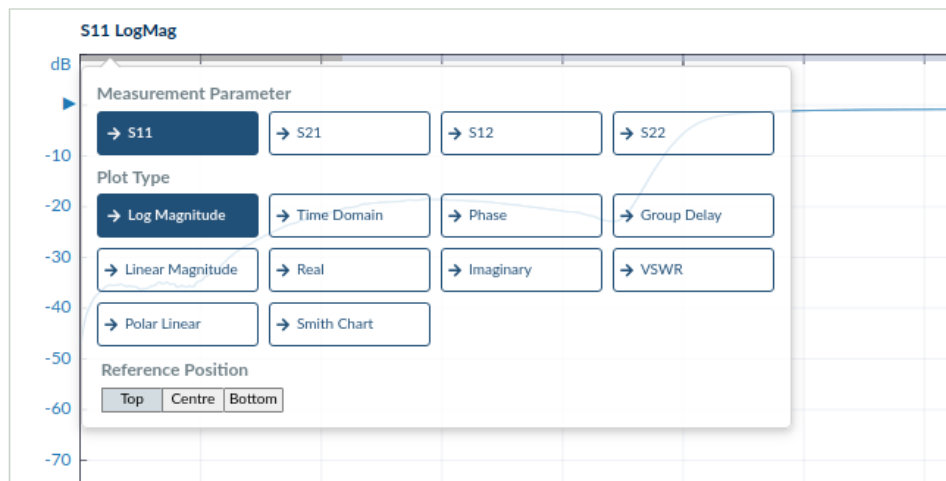 S11 LogMag
dB
Measurement Parameter
→ S11 → S21 → S12 → S22
-10
Plot Type
-20
→ Log Magnitude → Time Domain → Phase → Group Delay
-30
→ Linear Magnitude → Real → Imaginary → VSWR
-40
→ Polar Linear → Smith Chart
-50
Reference Position
Top Centre Bottom
-60
-70